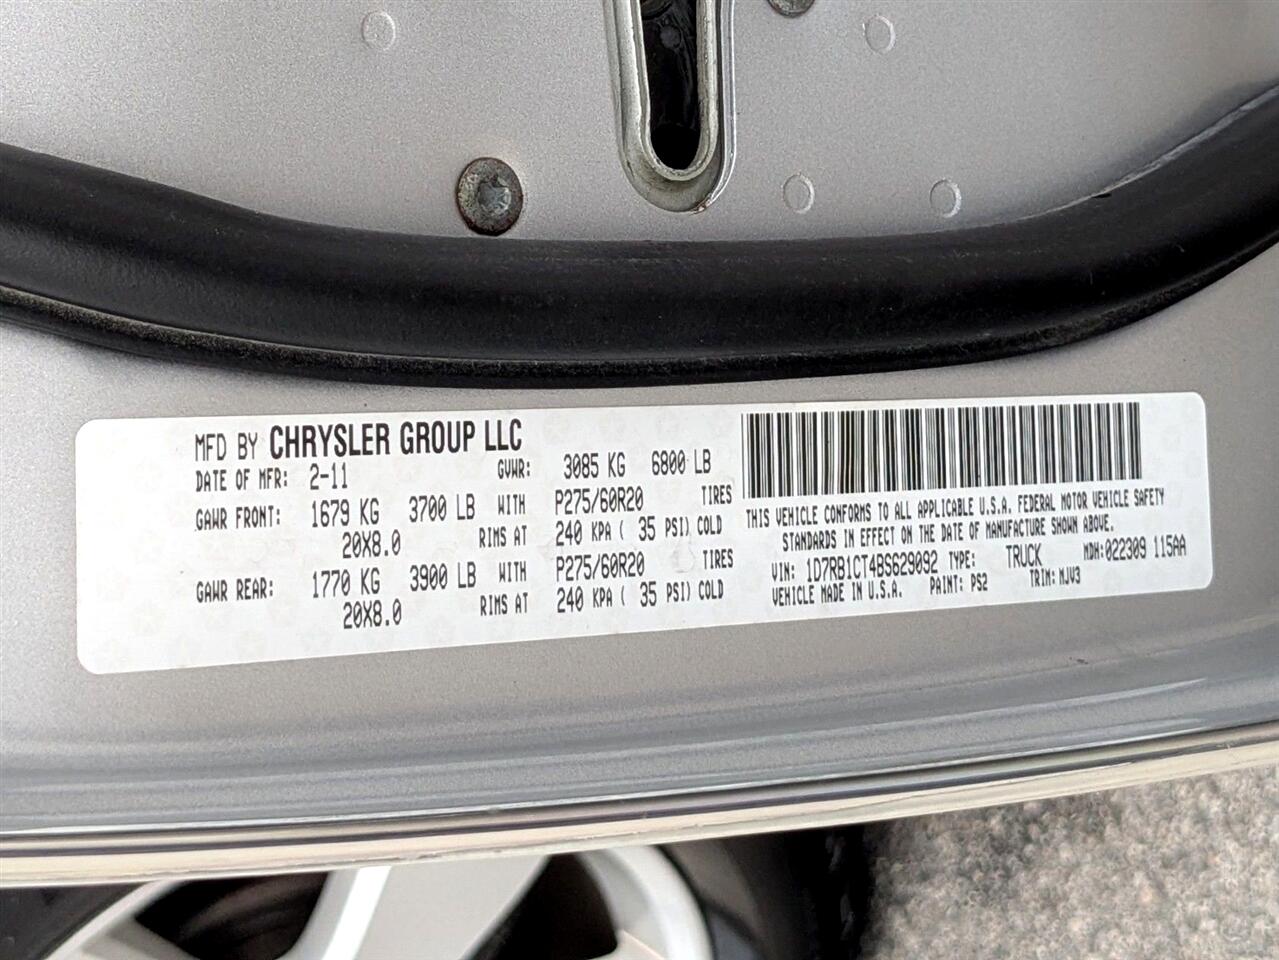 MFD BY CHRYSLER GROUP LLC
DATE OF MFR: 2-11 GVWR: 3085 KG 6800 LB
GAWR FRONT: 1679 KG 3700 LB WITH P275/60R20 TIRES
20X8.0 RIMS AT 240 KPA ( 35 PSI) COLD
GAWR REAR: 1770 KG 3900 LB WITH P275/60R20 TIRES
20X8.0 RIMS AT 240 KPA ( 35 PSI) COLD
THIS VEHICLE CONFORMS TO ALL APPLICABLE U.S.A. FEDERAL MOTOR VEHICLE SAFETY
STANDARDS IN EFFECT ON THE DATE OF MANUFACTURE SHOWN ABOVE.
VIN: 1D7RB1CT4BS629092 TYPE: TRUCK MDH:022309 115AA
VEHICLE MADE IN U.S.A. PAINT: PS2 TRIM: MJV3